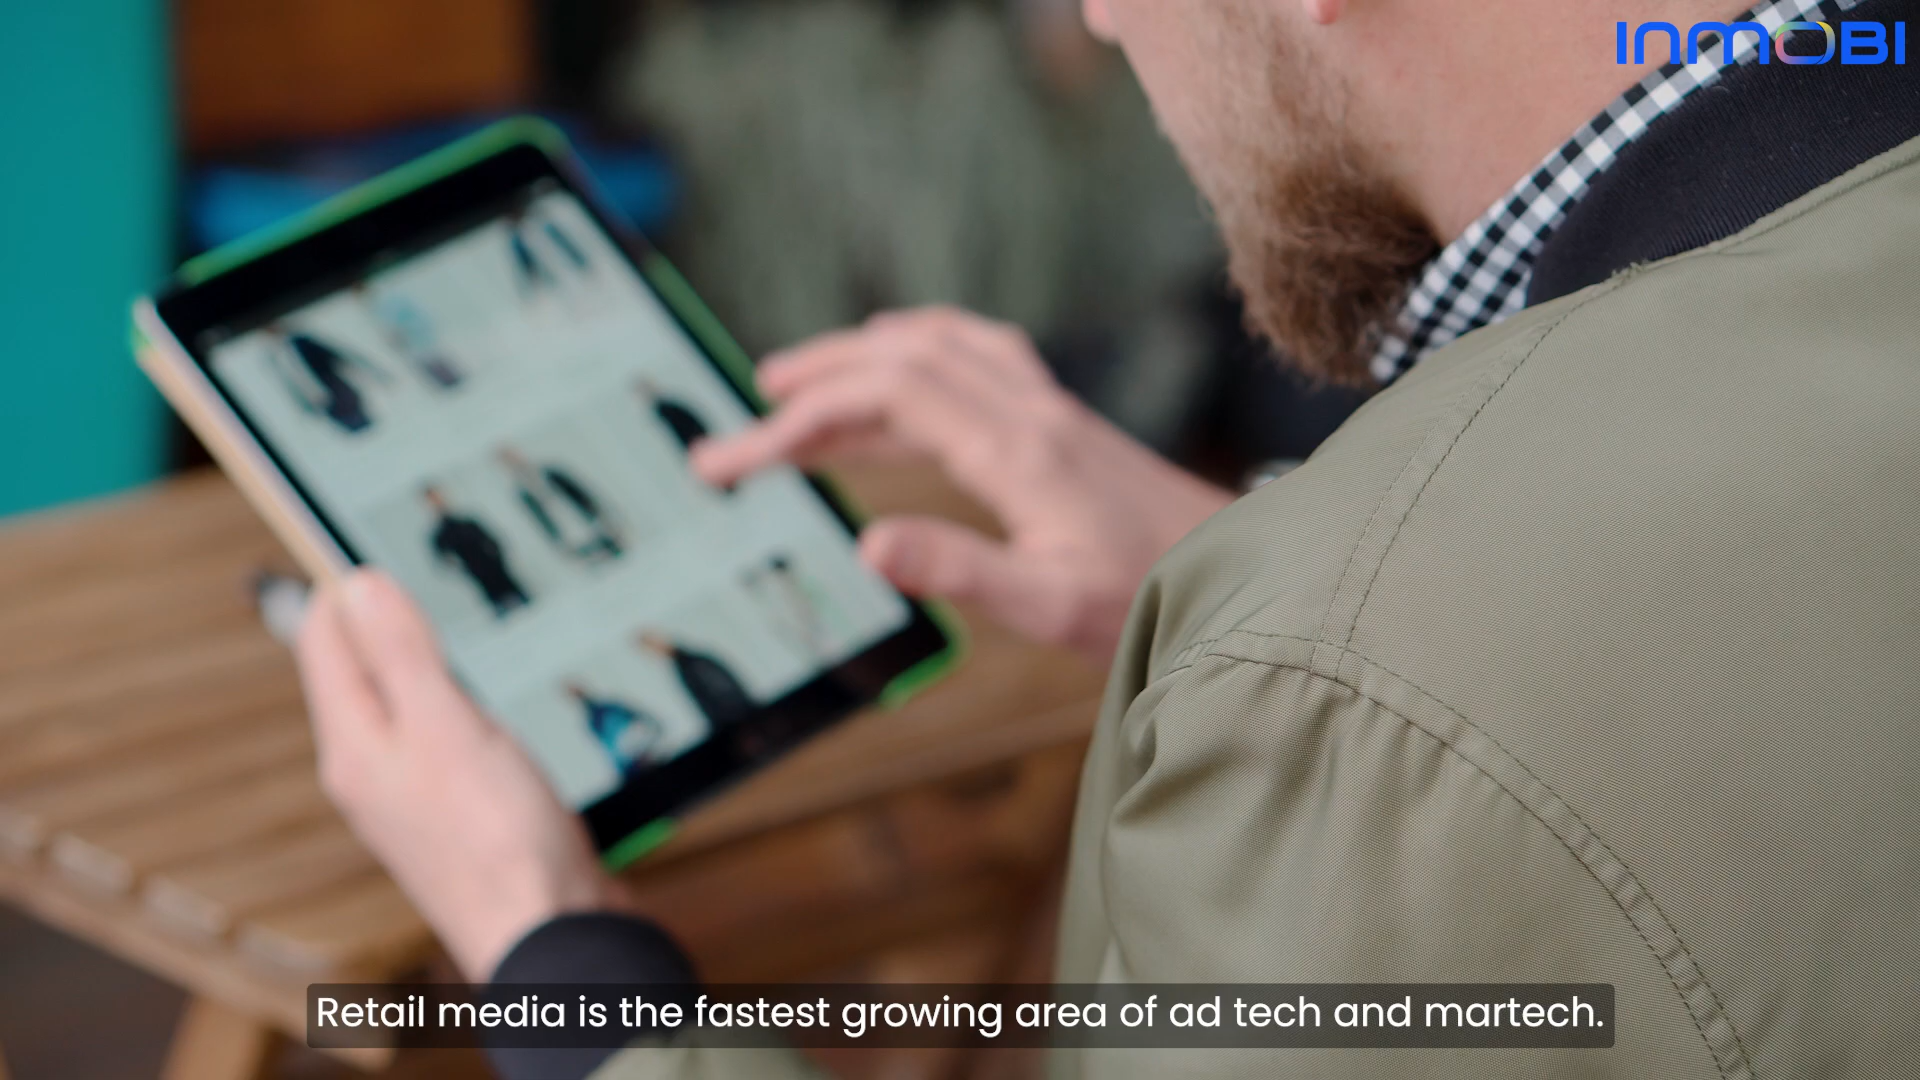 INMOBI
Retail media is the fastest growing area of ad tech and martech.